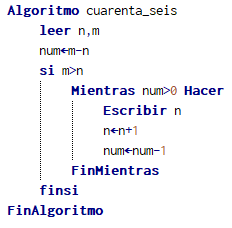 Algoritmo cuarenta_seis
leer n,m
num←m-n
si m>n
Mientras num>0 Hacer
Escribir n
n←n+1
num←num-1
FinMientras
finsi
FinAlgoritmo